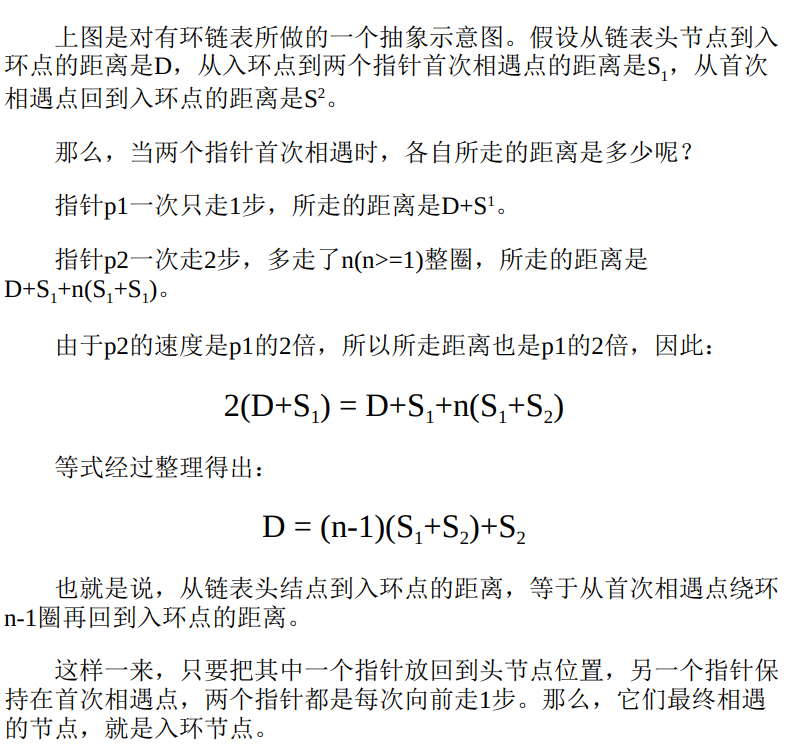 上图是对有环链表所做的一个抽象示意图。假设从链表头节点到入
环点的距离是D，从入环点到两个指针首次相遇点的距离是S₁，从首次
相遇点回到入环点的距离是S²。
那么，当两个指针首次相遇时，各自所走的距离是多少呢？
指针p1一次只走1步，所走的距离是D+S¹。
指针p2一次走2步，多走了n(n>=1)整圈，所走的距离是
D+S₁+n(S₁+S₁)。
由于p2的速度是p1的2倍，所以所走距离也是p1的2倍，因此：
2(D+S₁) = D+S₁+n(S₁+S₂)
等式经过整理得出：
D = (n-1)(S₁+S₂)+S₂
也就是说，从链表头结点到入环点的距离，等于从首次相遇点绕环
n-1圈再回到入环点的距离。
这样一来，只要把其中一个指针放回到头节点位置，另一个指针保
持在首次相遇点，两个指针都是每次向前走1步。那么，它们最终相遇
的节点，就是入环节点。